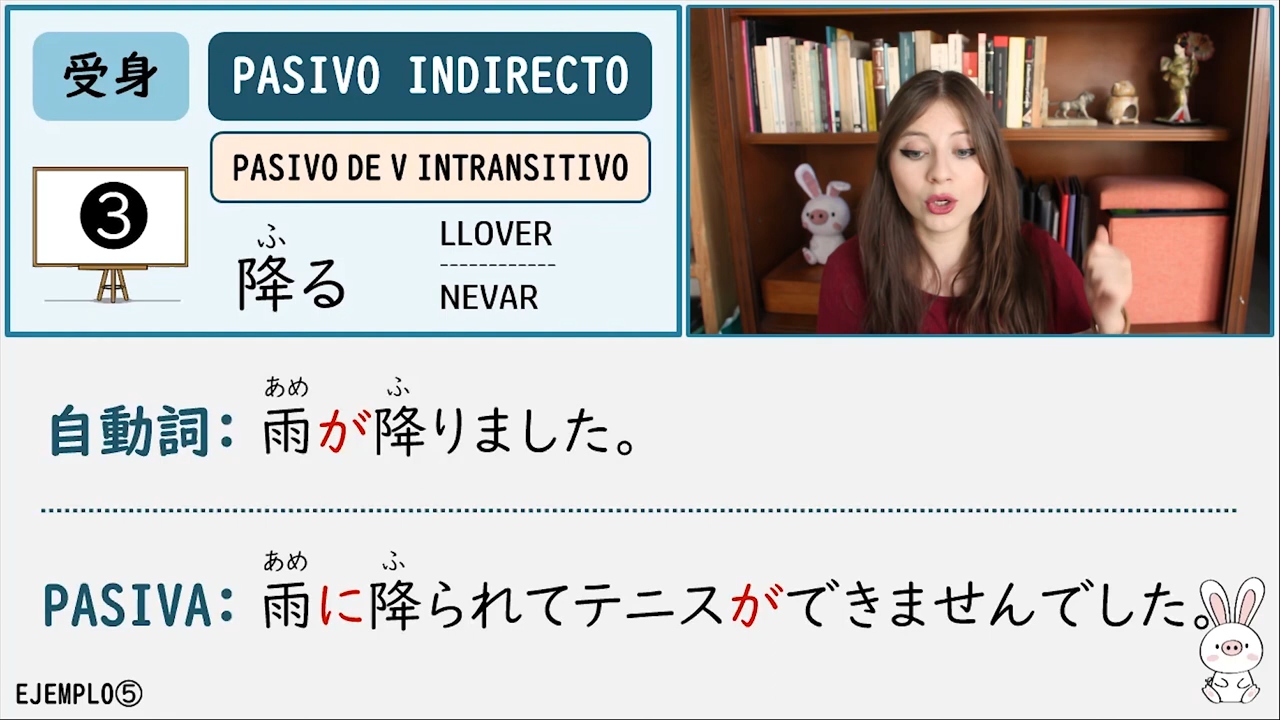 受身
PASIVO INDIRECTO
PASIVO DE V INTRANSITIVO
3
ふ
降る
LLOVER
NEVAR
あめ ふ
自動詞： 雨が降りました。
あめ ふ
PASIVA： 雨に降られてテニスができませんでした。
EJEMPLO⑤